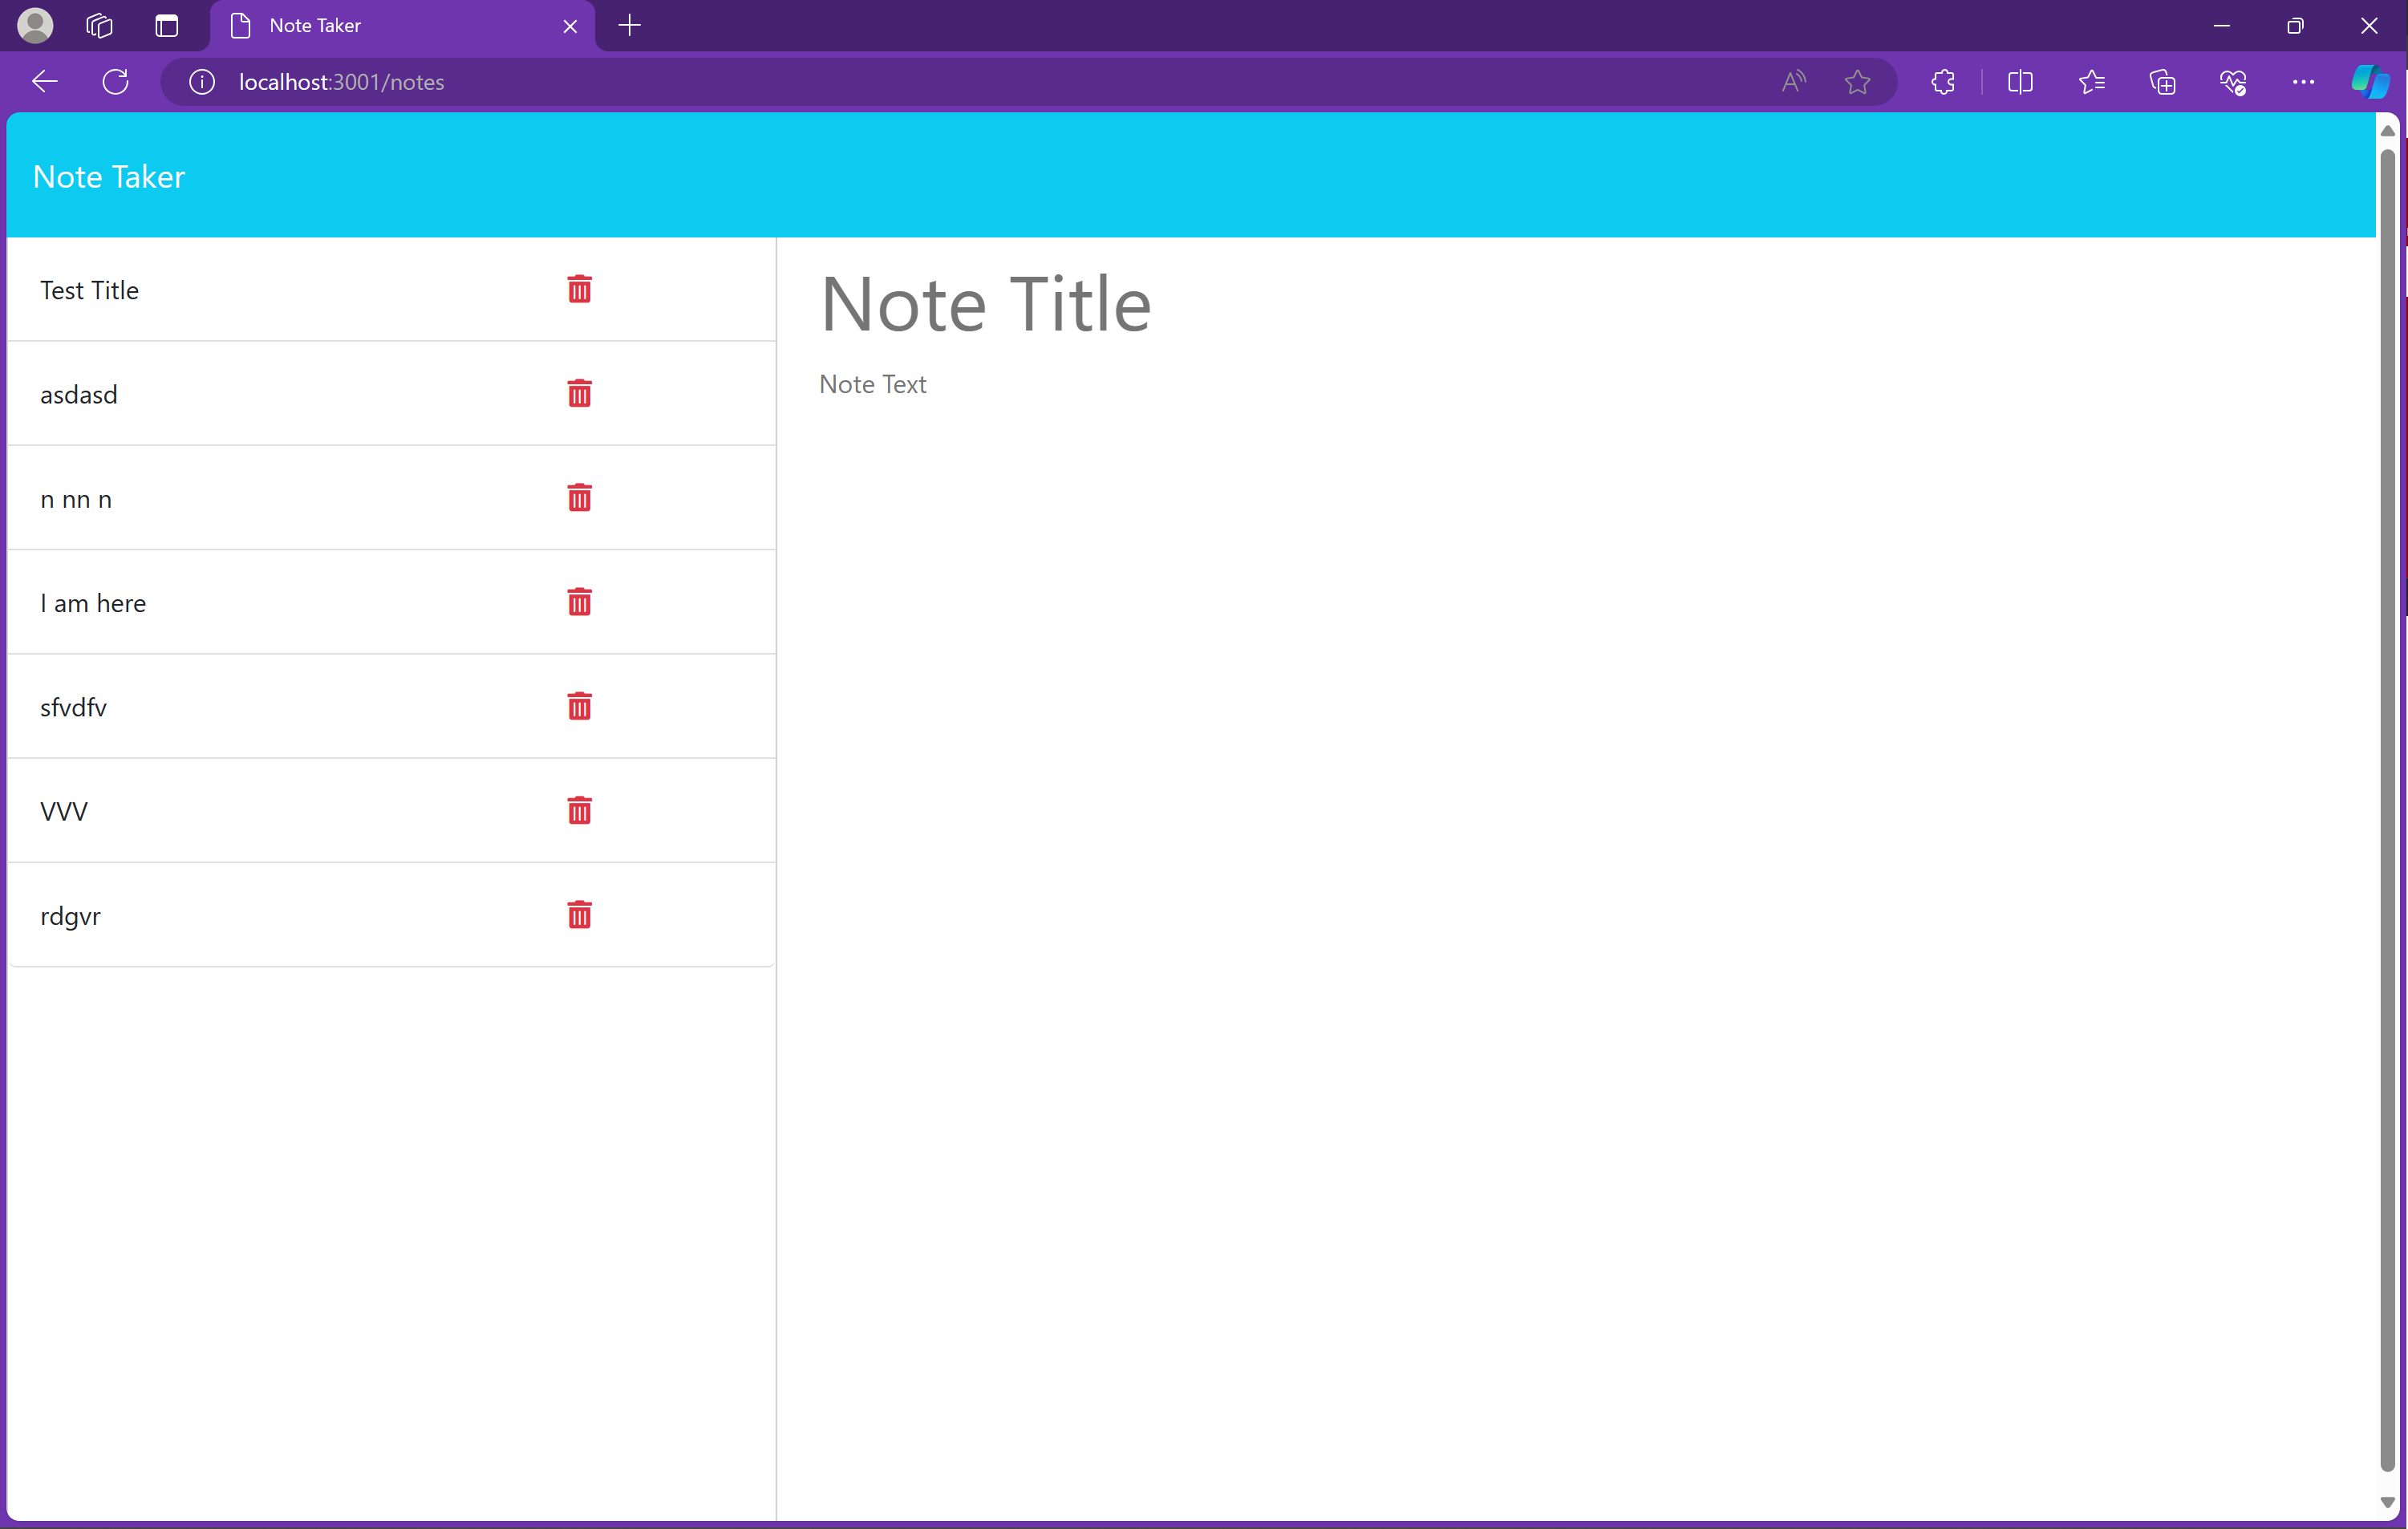 Note Taker
localhost:3001/notes
Note Taker
Test Title
asdasd
n nn n
I am here
sfvdfv
VVV
rdgvr
Note Title
Note Text